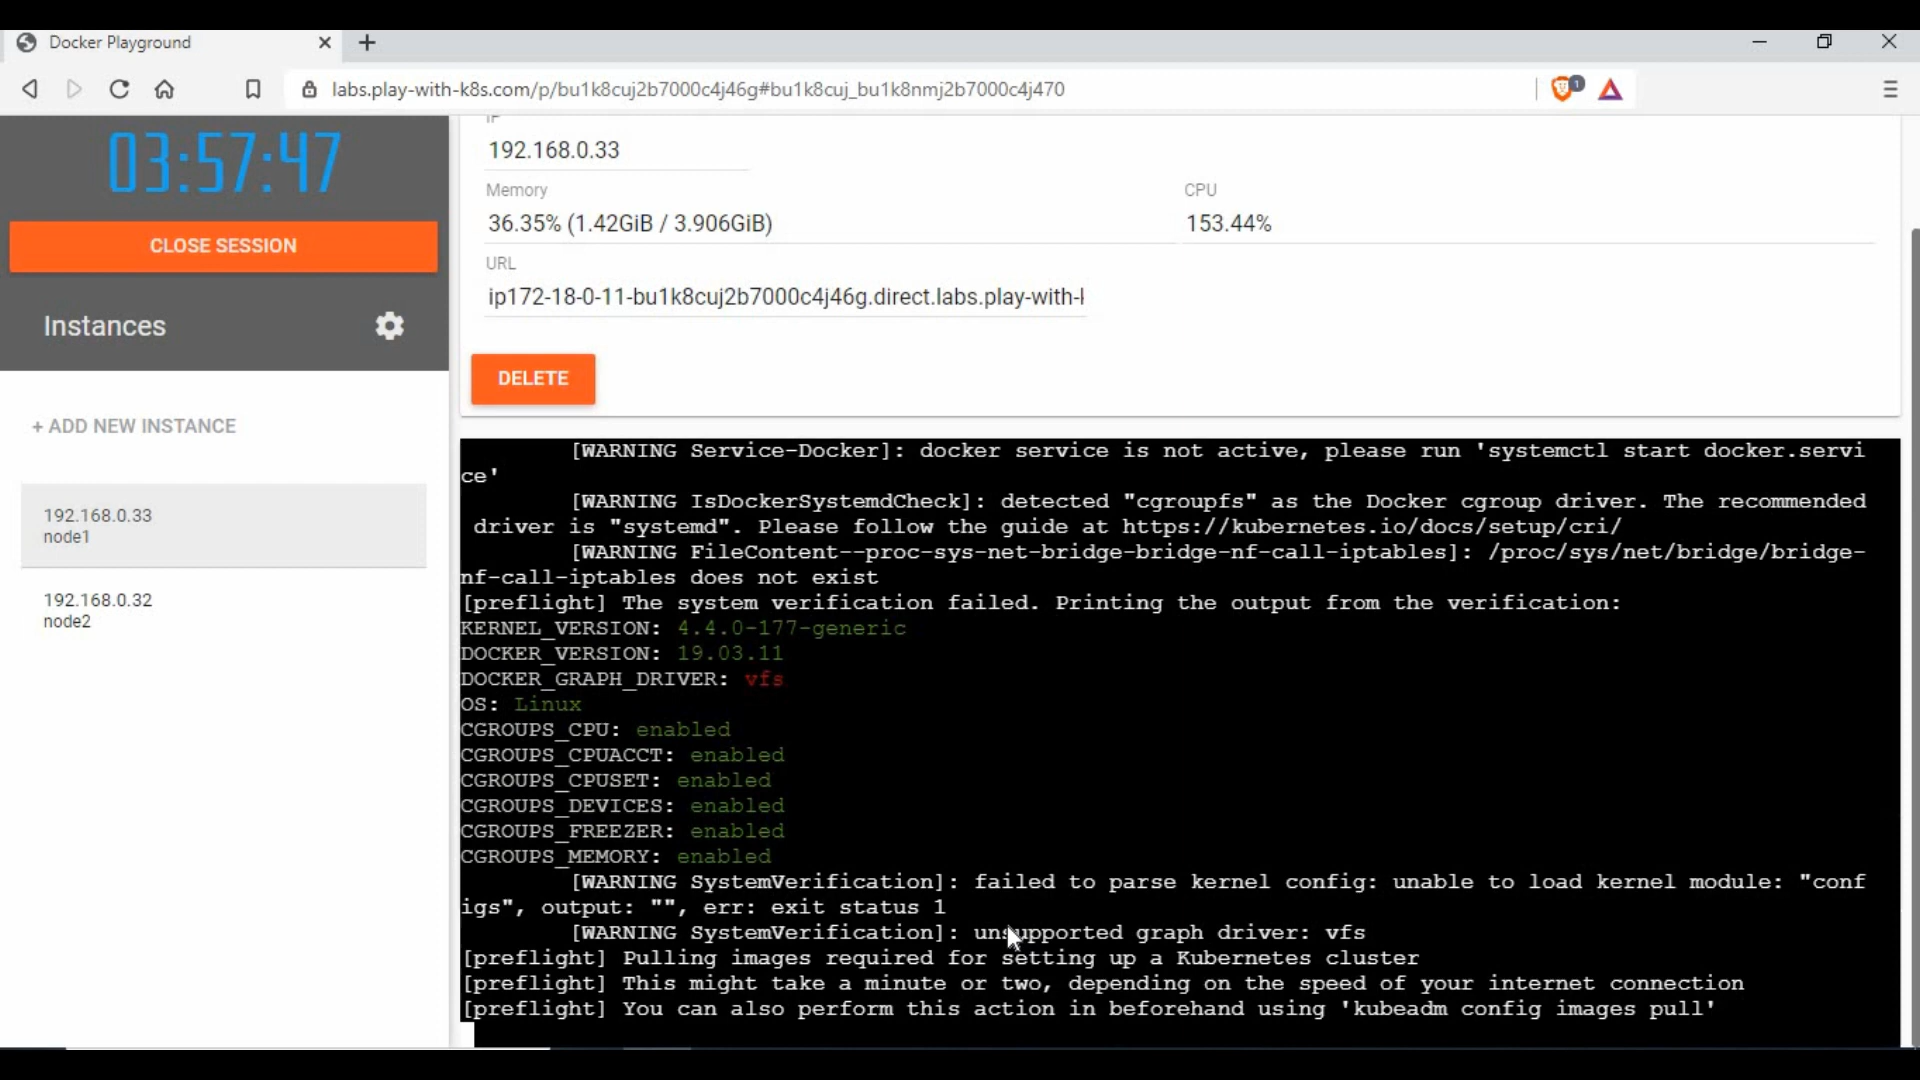 Docker Playground
labs.play-with-k8s.com/p/bu1k8cuj2b7000c4j46g#bu1k8cuj_bu1k8nmj2b7000c4j470
1
03:57:47
CLOSE SESSION
Instances
+ ADD NEW INSTANCE
192.168.0.33
node1
192.168.0.32
node2
IP
192.168.0.33
Memory
36.35% (1.42GiB / 3.906GiB)
CPU
153.44%
URL
ip172-18-0-11-bu1k8cuj2b7000c4j46g.direct.labs.play-with-k
DELETE
[WARNING Service-Docker]: docker service is not active, please run 'systemctl start docker.servi
ce'
[WARNING IsDockerSystemdCheck]: detected "cgroupfs" as the Docker cgroup driver. The recommended
driver is "systemd". Please follow the guide at https://kubernetes.io/docs/setup/cri/
[WARNING FileContent--proc-sys-net-bridge-bridge-nf-call-iptables]: /proc/sys/net/bridge/bridge-
nf-call-iptables does not exist
[preflight] The system verification failed. Printing the output from the verification:
KERNEL_VERSION: 4.4.0-177-generic
DOCKER_VERSION: 19.03.11
DOCKER_GRAPH_DRIVER: vfs
OS: Linux
CGROUPS_CPU: enabled
CGROUPS_CPUACCT: enabled
CGROUPS_CPUSET: enabled
CGROUPS_DEVICES: enabled
CGROUPS_FREEZER: enabled
CGROUPS_MEMORY: enabled
[WARNING SystemVerification]: failed to parse kernel config: unable to load kernel module: "conf
igs", output: "", err: exit status 1
[WARNING SystemVerification]: unsupported graph driver: vfs
[preflight] Pulling images required for setting up a Kubernetes cluster
[preflight] This might take a minute or two, depending on the speed of your internet connection
[preflight] You can also perform this action in beforehand using 'kubeadm config images pull'